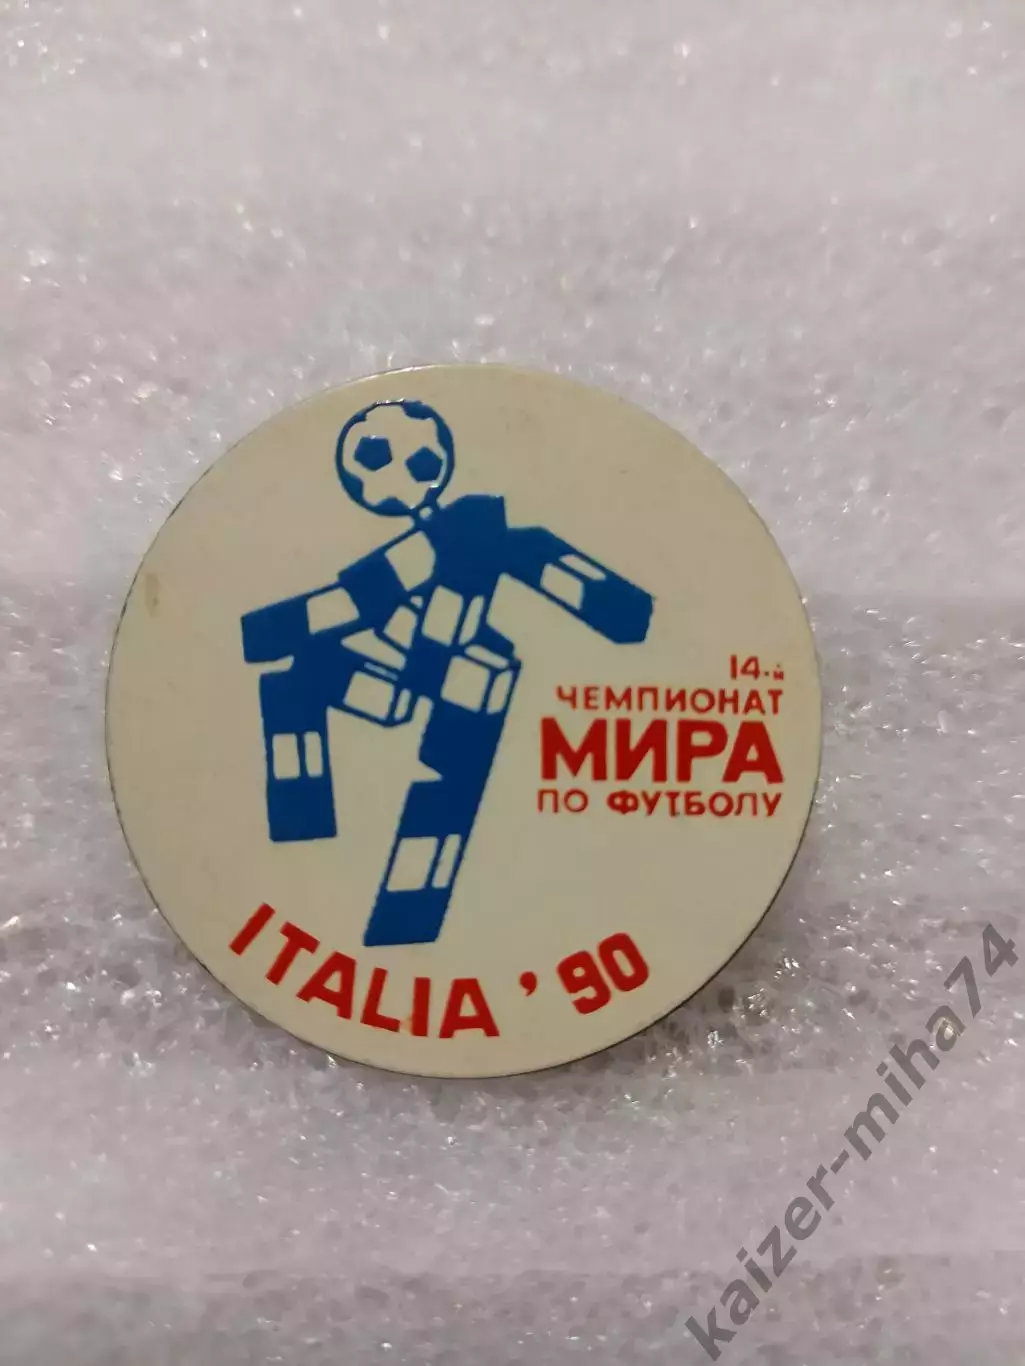 14-й
ЧЕМПИОНАТ
МИРА
ПО ФУТБОЛУ
ITALIA '90
kaizer-miha74